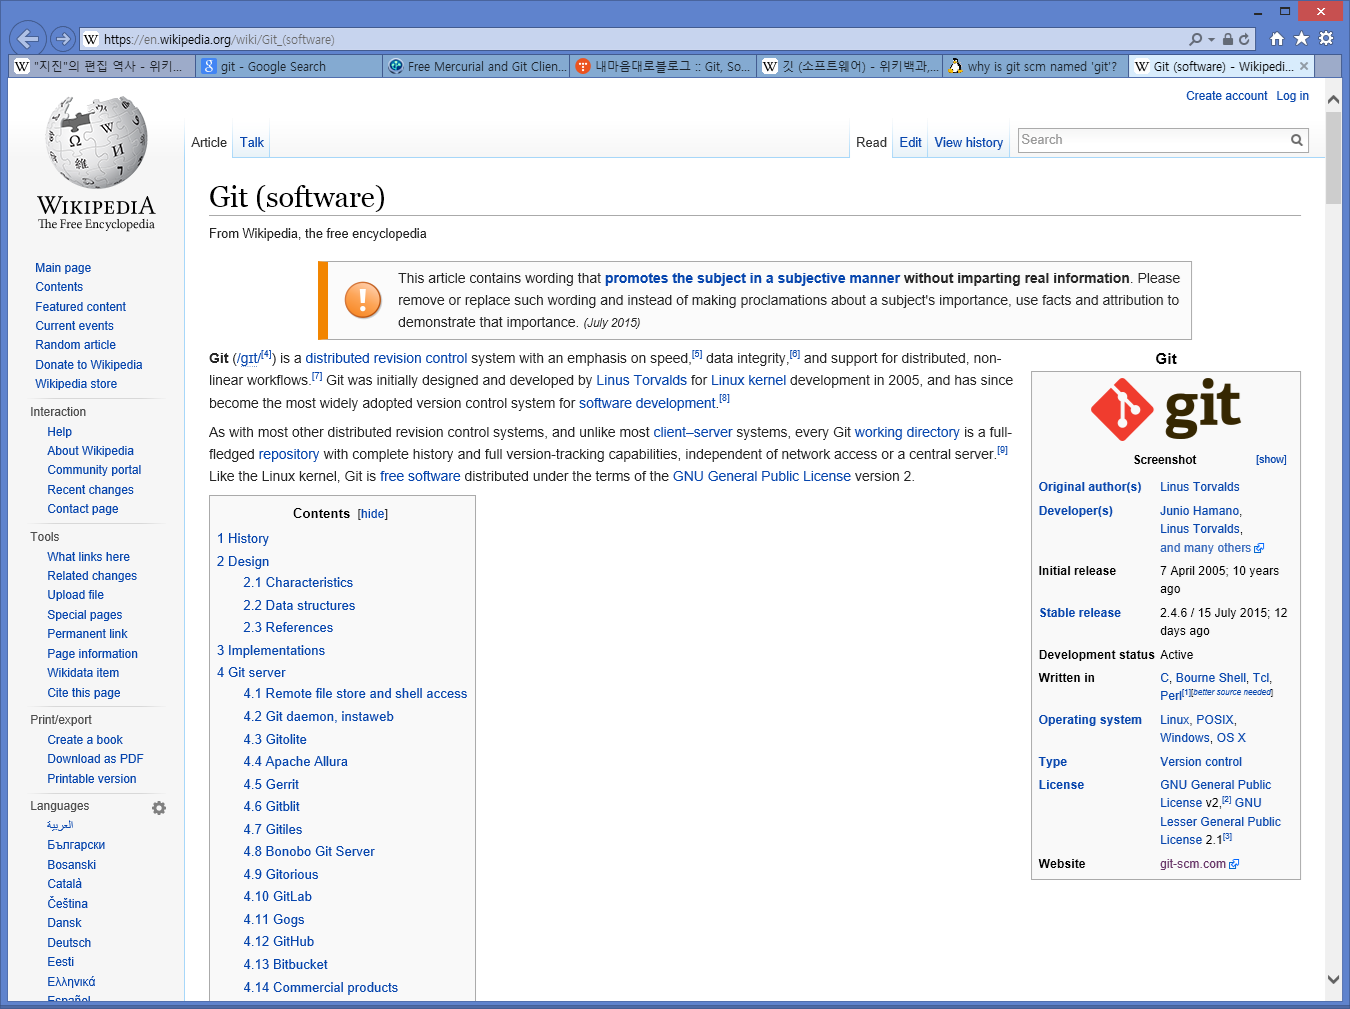 https://en.wikipedia.org/wiki/Git_(software)
"지진"의 편집 역사 - 위키...
git - Google Search
Free Mercurial and Git Clien...
내마음대로블로그 :: Git, So...
깃 (소프트웨어) - 위키백과,...
why is git scm named 'git'?
Git (software) - Wikipedi...
Create account Log in
Article Talk
Read Edit View history
Search
WIKIPEDIA
The Free Encyclopedia
Main page
Contents
Featured content
Current events
Random article
Donate to Wikipedia
Wikipedia store
Interaction
Help
About Wikipedia
Community portal
Recent changes
Contact page
Tools
What links here
Related changes
Upload file
Special pages
Permanent link
Page information
Wikidata item
Cite this page
Print/export
Create a book
Download as PDF
Printable version
Languages
العربية
Български
Bosanski
Català
Čeština
Dansk
Deutsch
Eesti
Ελληνικά
Español
Git (software)
From Wikipedia, the free encyclopedia
This article contains wording that promotes the subject in a subjective manner without imparting real information. Please
remove or replace such wording and instead of making proclamations about a subject's importance, use facts and attribution to
demonstrate that importance. (July 2015)
Git (/ɡɪt/[4]) is a distributed revision control system with an emphasis on speed,[5] data integrity,[6] and support for distributed, non-
linear workflows.[7] Git was initially designed and developed by Linus Torvalds for Linux kernel development in 2005, and has since
become the most widely adopted version control system for software development.[8]
As with most other distributed revision control systems, and unlike most client–server systems, every Git working directory is a full-
fledged repository with complete history and full version-tracking capabilities, independent of network access or a central server.[9]
Like the Linux kernel, Git is free software distributed under the terms of the GNU General Public License version 2.
Contents [hide]
1 History
2 Design
2.1 Characteristics
2.2 Data structures
2.3 References
3 Implementations
4 Git server
4.1 Remote file store and shell access
4.2 Git daemon, instaweb
4.3 Gitolite
4.4 Apache Allura
4.5 Gerrit
4.6 Gitblit
4.7 Gitiles
4.8 Bonobo Git Server
4.9 Gitorious
4.10 GitLab
4.11 Gogs
4.12 GitHub
4.13 Bitbucket
4.14 Commercial products
Git
git
Screenshot [show]
Original author(s) Linus Torvalds
Developer(s) Junio Hamano,
Linus Torvalds,
and many others
Initial release 7 April 2005; 10 years
ago
Stable release 2.4.6 / 15 July 2015; 12
days ago
Development status Active
Written in C, Bourne Shell, Tcl,
Perl[1][better source needed]
Operating system Linux, POSIX,
Windows, OS X
Type Version control
License GNU General Public
License v2,[2] GNU
Lesser General Public
License 2.1[3]
Website git-scm.com